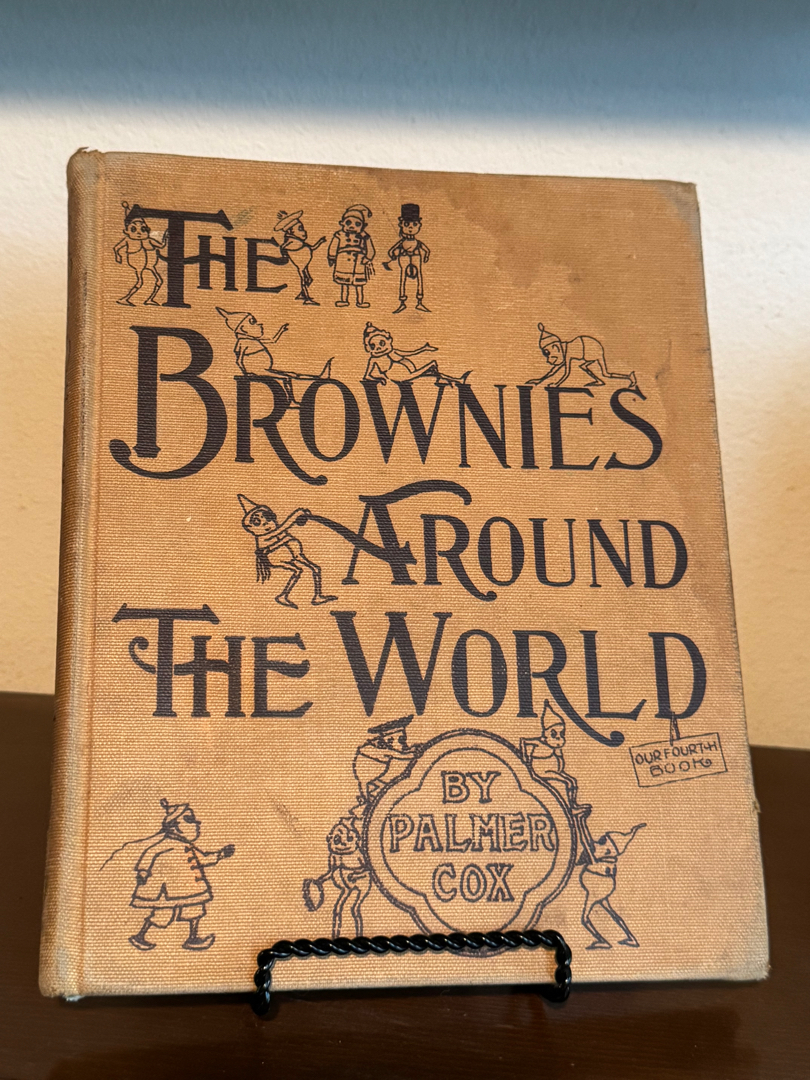 THE
BROWNIES
AROUND
THE WORLD
OUR FOURTH
BOOK
BY
PALMER
COX